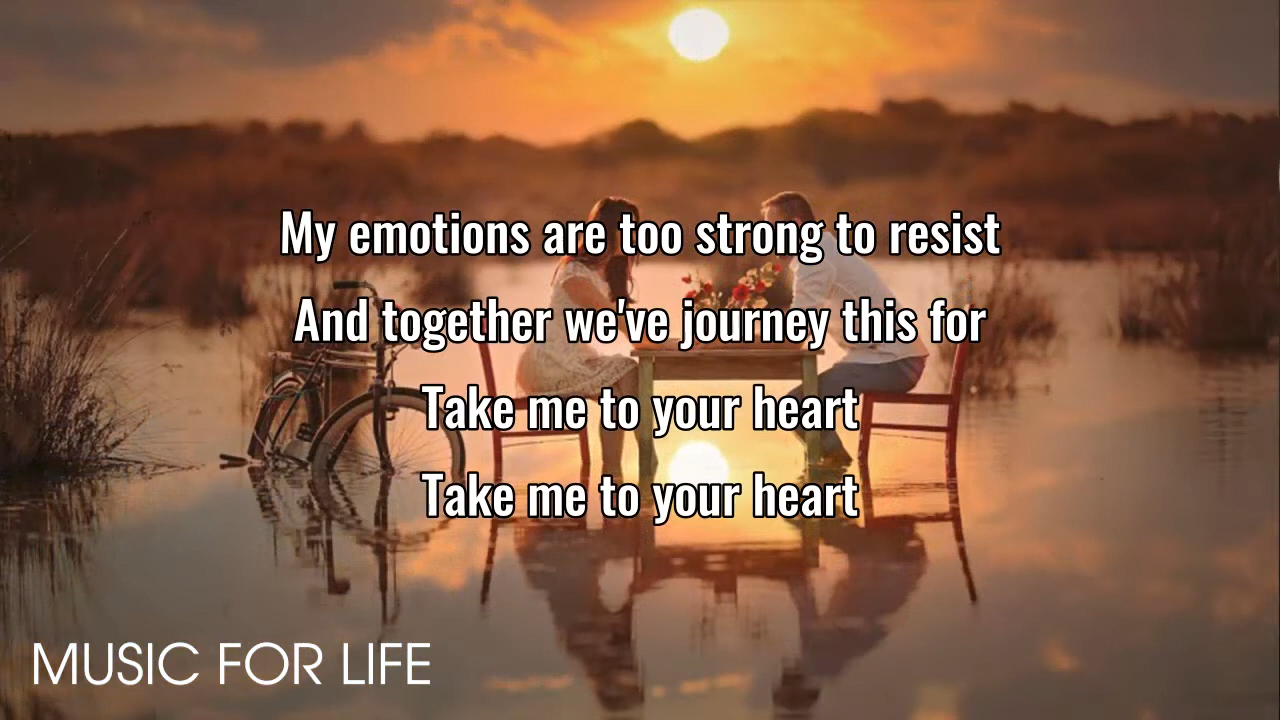 My emotions are too strong to resist
And together we've journey this for
Take me to your heart
Take me to your heart
MUSIC FOR LIFE